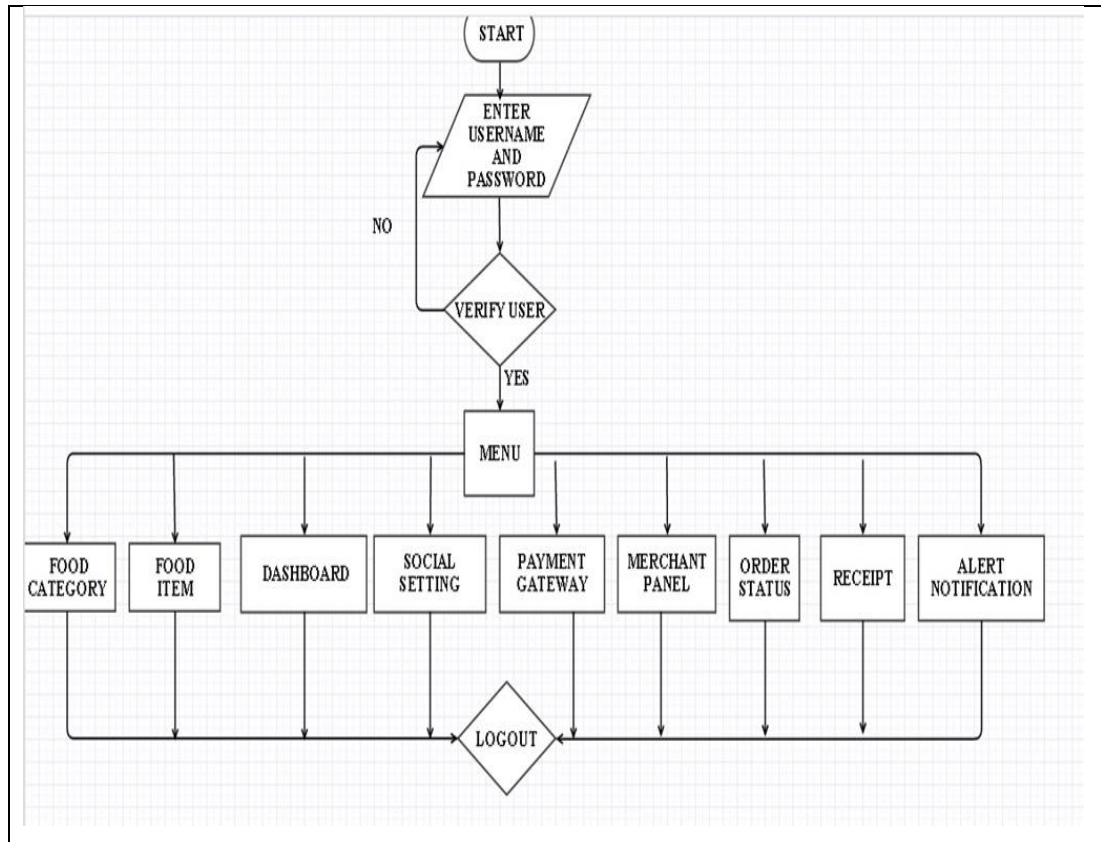 START
ENTER
USERNAME
AND
PASSWORD
NO
VERIFY USER
YES
MENU
FOOD
CATEGORY
FOOD
ITEM
DASHBOARD
SOCIAL
SETTING
PAYMENT
GATEWAY
MERCHANT
PANEL
ORDER
STATUS
RECEIPT
ALERT
NOTIFICATION
LOGOUT